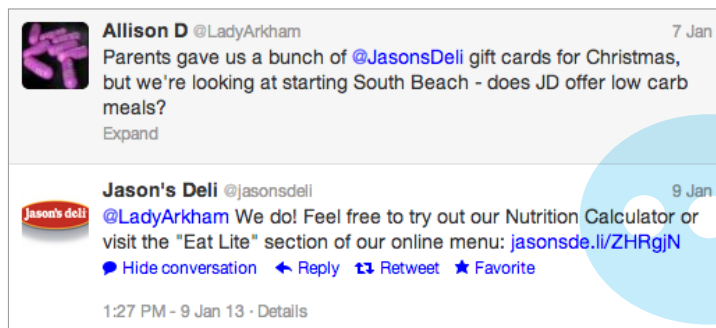 Allison D @LadyArkham 7 Jan
Parents gave us a bunch of @JasonsDeli gift cards for Christmas,
but we're looking at starting South Beach - does JD offer low carb
meals?
Expand
Jason's Deli @jasonsdeli 9 Jan
jason's deli
@LadyArkham We do! Feel free to try out our Nutrition Calculator or
visit the "Eat Lite" section of our online menu: jasonsde.li/ZHRgjN
Hide conversation Reply Retweet Favorite
1:27 PM - 9 Jan 13 · Details